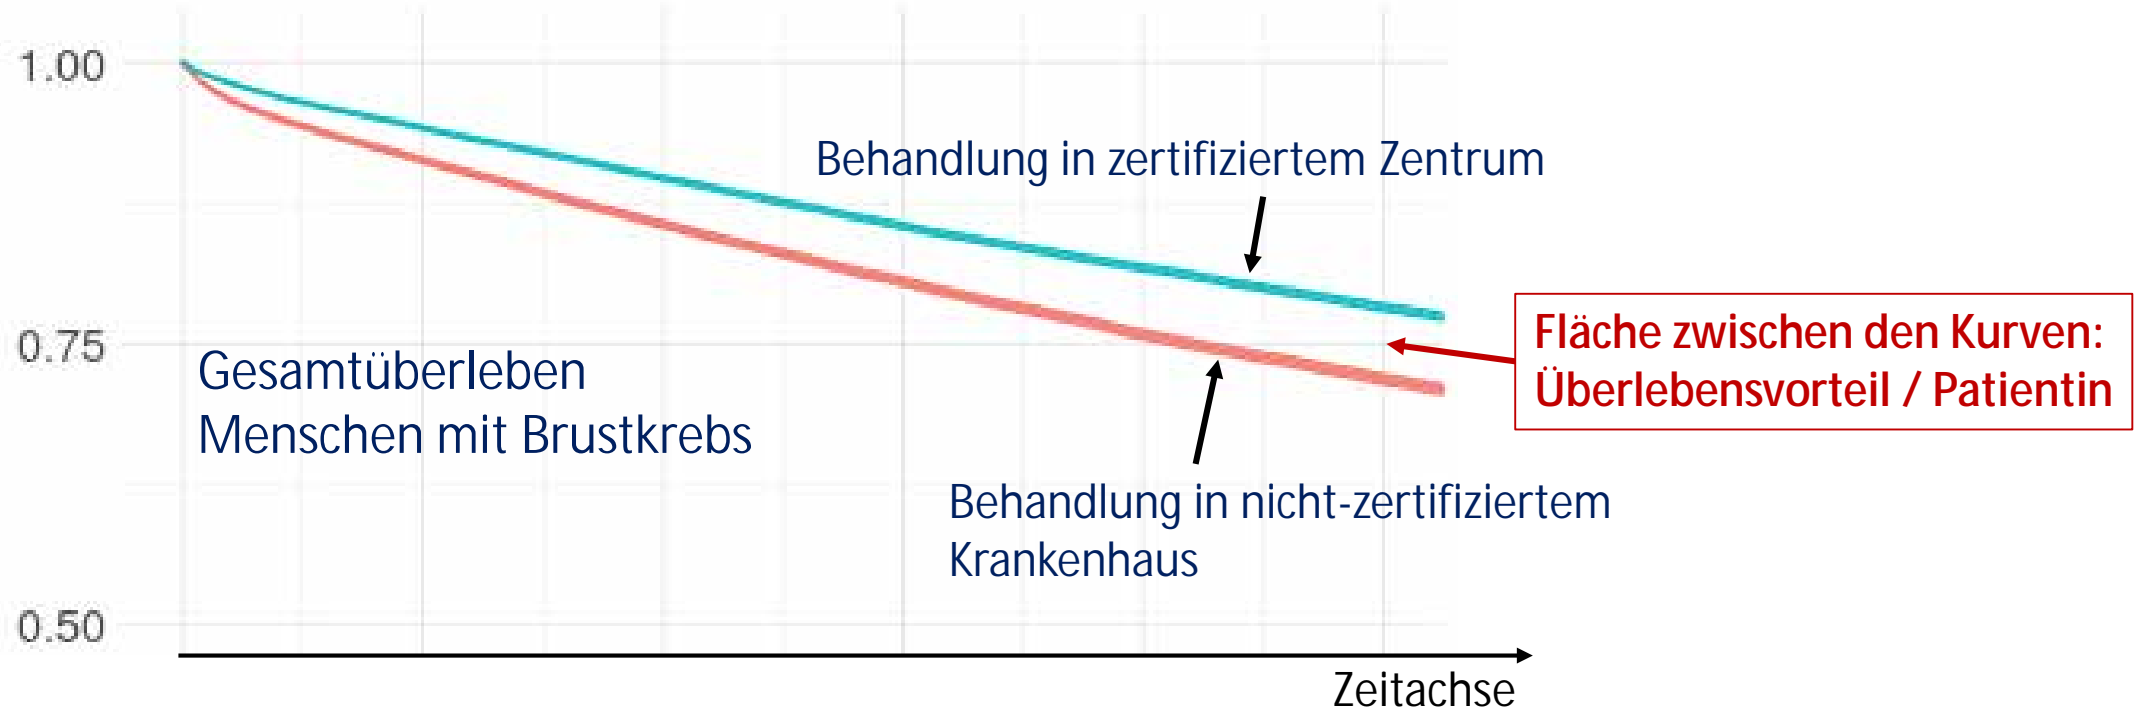 1.00
Behandlung in zertifiziertem Zentrum
Fläche zwischen den Kurven:
Überlebensvorteil / Patientin
0.75
Gesamtüberleben
Menschen mit Brustkrebs
Behandlung in nicht-zertifiziertem
Krankenhaus
0.50
Zeitachse